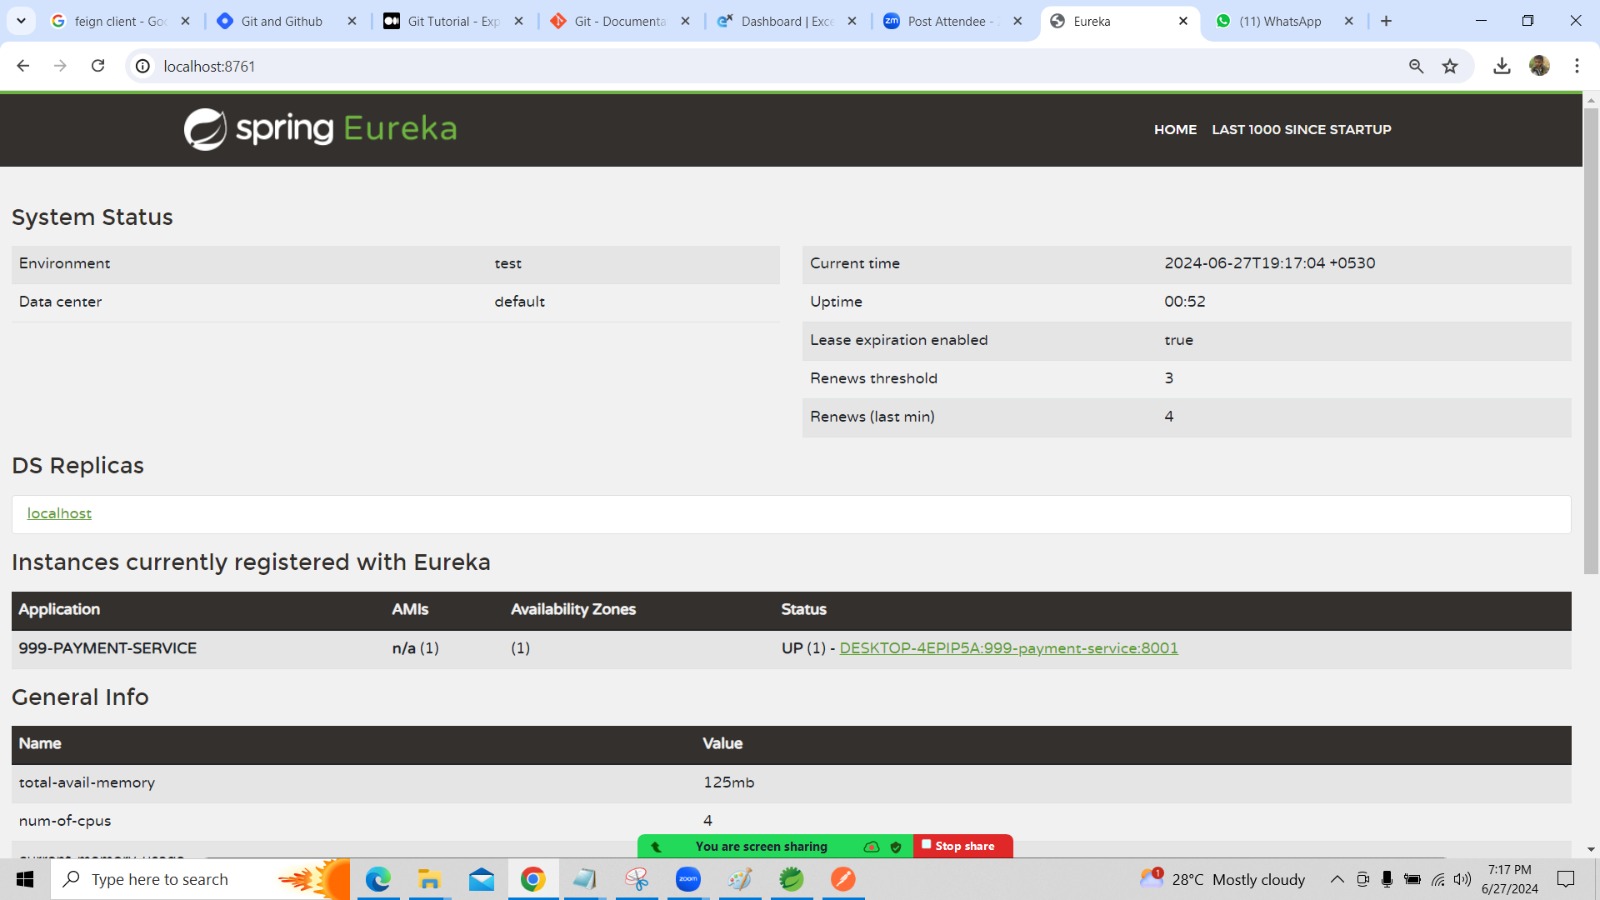 feign client - Goo
Git and Github
Git Tutorial - Exp
Git - Documenta
Dashboard | Exce
Post Attendee -
Eureka
(11) WhatsApp
localhost:8761
spring Eureka
HOME
LAST 1000 SINCE STARTUP
System Status
Environment test
Data center default
Current time 2024-06-27T19:17:04 +0530
Uptime 00:52
Lease expiration enabled true
Renews threshold 3
Renews (last min) 4
DS Replicas
localhost
Instances currently registered with Eureka
Application AMIs Availability Zones Status
999-PAYMENT-SERVICE n/a (1) (1) UP (1) - DESKTOP-4EPIP5A:999-payment-service:8001
General Info
Name Value
total-avail-memory 125mb
num-of-cpus 4
You are screen sharing
Stop share
Type here to search
zoom
1
28°C Mostly cloudy
7:17 PM
6/27/2024